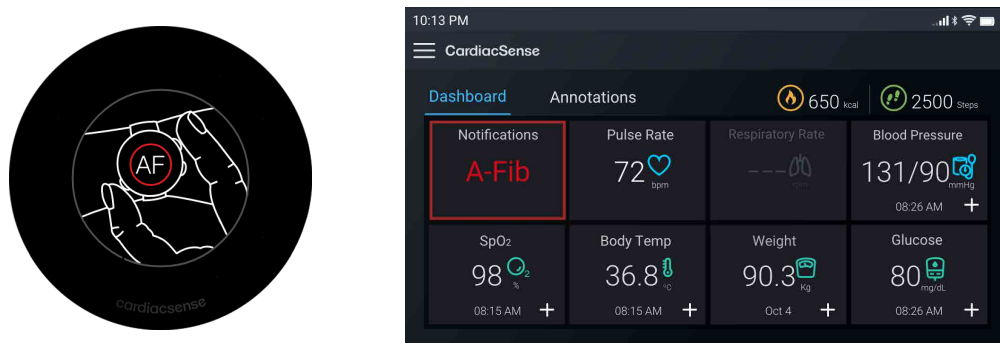 AF
cardiacsense
10:13 PM
CardiacSense
Dashboard
Annotations
650 kcal
2500 Steps
Notifications
A-Fib
Pulse Rate
72
bpm
Respiratory Rate
---
Blood Pressure
131/90
mmHg
08:26 AM +
SpO₂
98
O₂
%
08:15 AM +
Body Temp
36.8
°C
08:15 AM +
Weight
90.3
Kg
Oct 4 +
Glucose
80
mg/dL
08:26 AM +